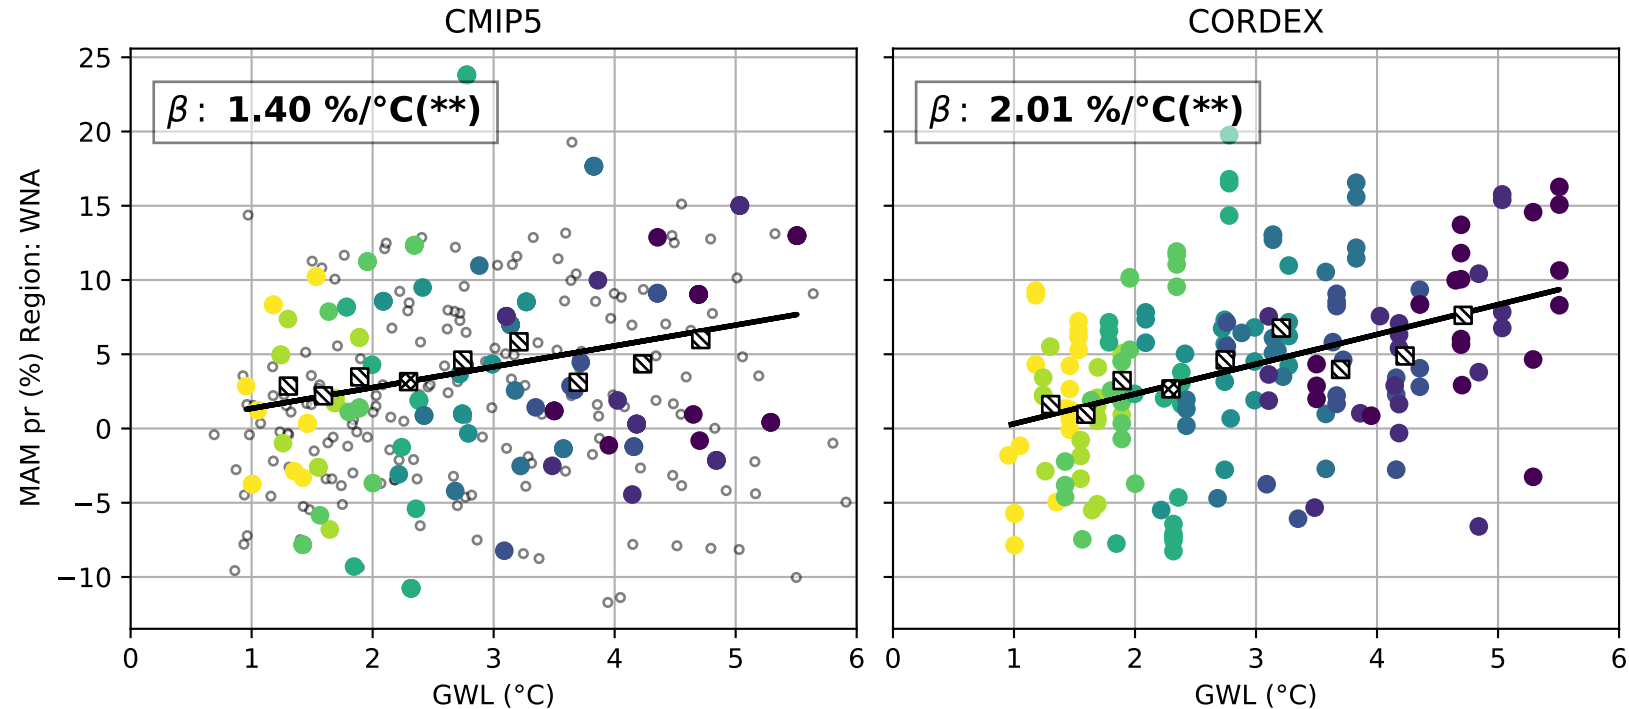 CMIP5
CORDEX
MAM pr (%) Region: WNA
25
20
15
10
5
0
−5
−10
β : 1.40 %/°C(**)
β : 2.01 %/°C(**)
0 1 2 3 4 5 6
0 1 2 3 4 5 6
GWL (°C)
GWL (°C)